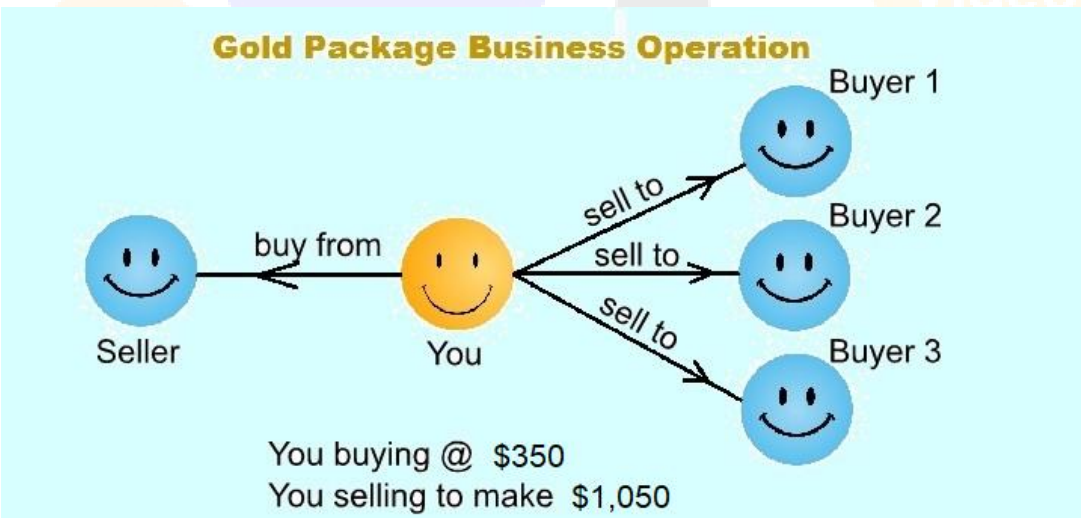 Gold Package Business Operation
Buyer 1
sell to
buy from
sell to
Buyer 2
sell to
Seller
You
Buyer 3
You buying @ $350
You selling to make $1,050